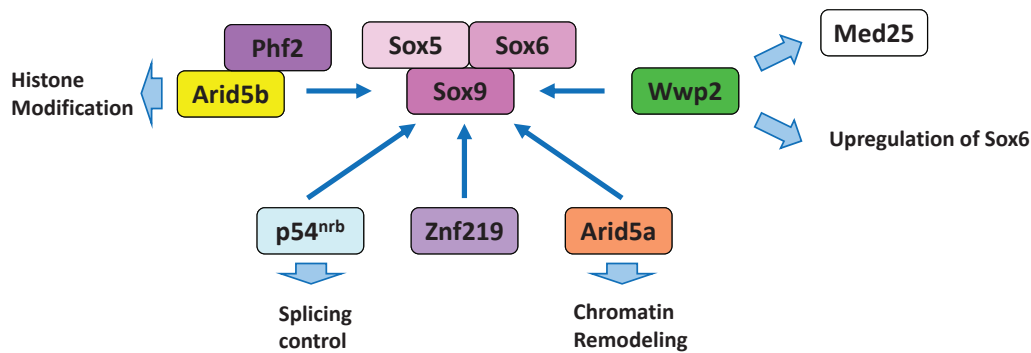 Phf2
Sox5
Sox6
Med25
Histone
Modification
Arid5b
Sox9
Wwp2
Upregulation of Sox6
p54nrb
Znf219
Arid5a
Splicing
control
Chromatin
Remodeling